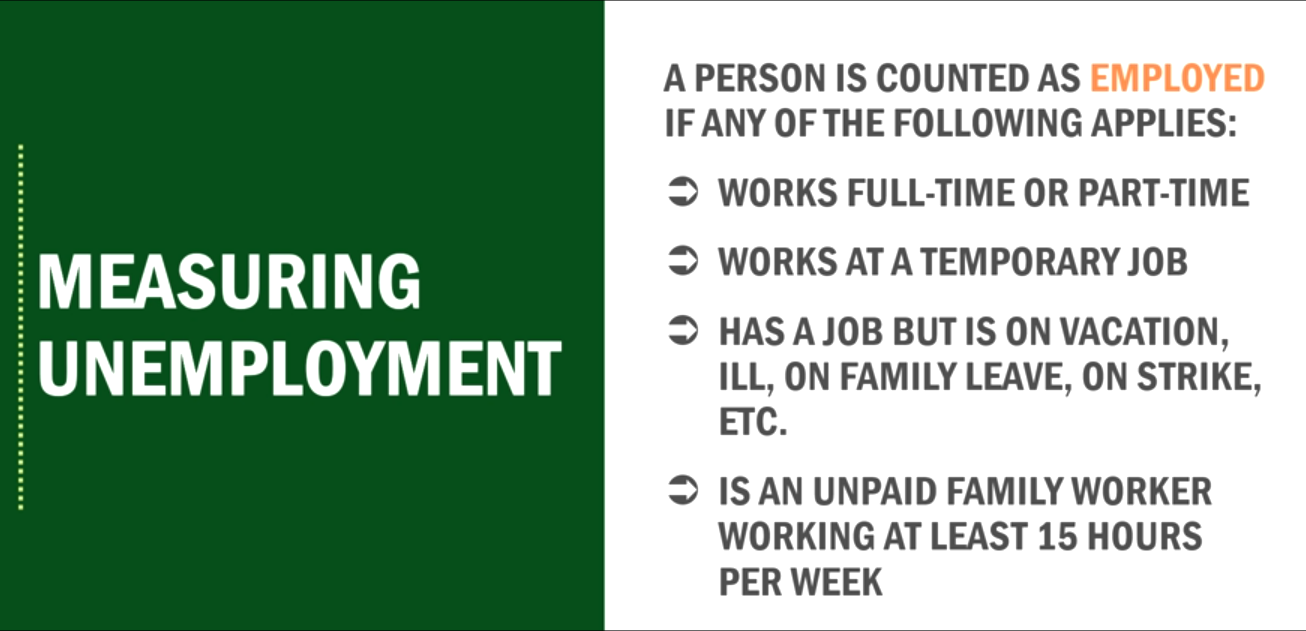 MEASURING
UNEMPLOYMENT
A PERSON IS COUNTED AS EMPLOYED
IF ANY OF THE FOLLOWING APPLIES:
➲ WORKS FULL-TIME OR PART-TIME
➲ WORKS AT A TEMPORARY JOB
➲ HAS A JOB BUT IS ON VACATION,
ILL, ON FAMILY LEAVE, ON STRIKE,
ETC.
➲ IS AN UNPAID FAMILY WORKER
WORKING AT LEAST 15 HOURS
PER WEEK